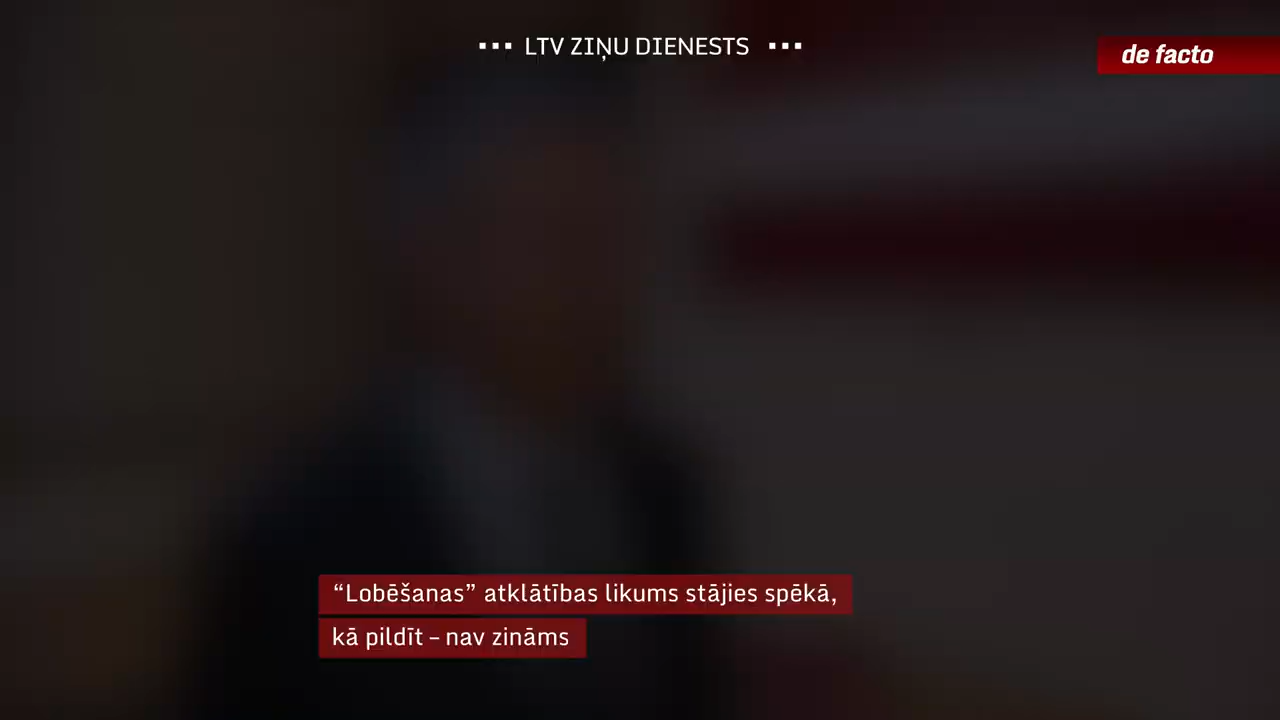 LTV ZIŅU DIENESTS
de facto
“Lobēšanas” atklātības likums stājies spēkā,
kā pildīt – nav zināms